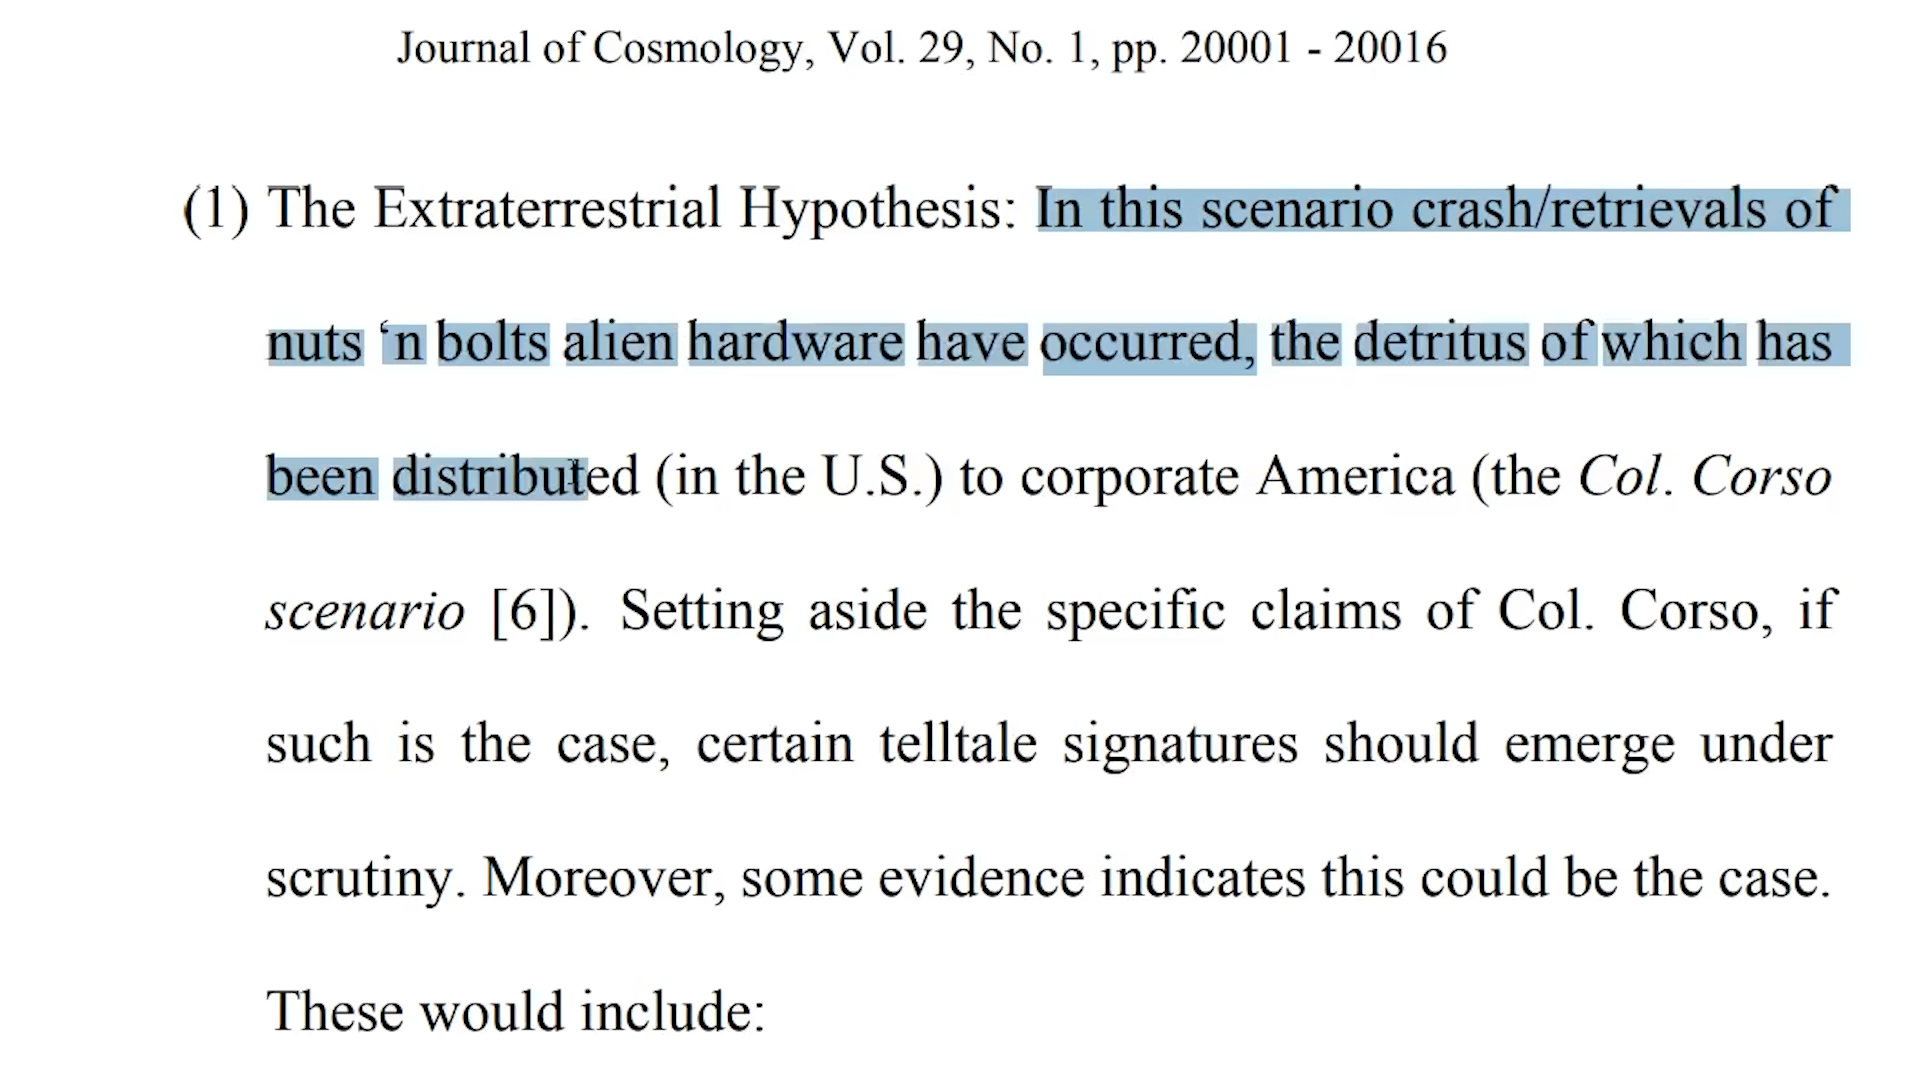 Journal of Cosmology, Vol. 29, No. 1, pp. 20001 - 20016
(1) The Extraterrestrial Hypothesis: In this scenario crash/retrievals of
nuts ‘n bolts alien hardware have occurred, the detritus of which has
been distributed (in the U.S.) to corporate America (the Col. Corso
scenario [6]). Setting aside the specific claims of Col. Corso, if
such is the case, certain telltale signatures should emerge under
scrutiny. Moreover, some evidence indicates this could be the case.
These would include: